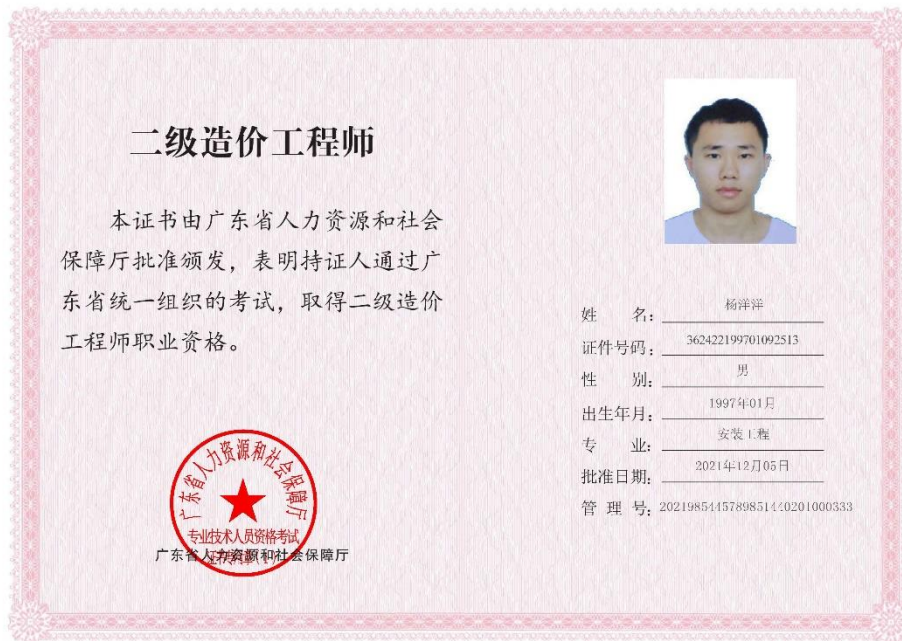 二级造价工程师
本证书由广东省人力资源和社会
保障厅批准颁发，表明持证人通过广
东省统一组织的考试，取得二级造价
工程师职业资格。
姓 名：杨洋洋
证件号码：362422199701092513
性 别：男
出生年月：1997年01月
专 业：安装工程
批准日期：2021年12月05日
管 理 号：20219854457898514402010003​33
广东省人力资源和社会保障厅
专业技术人员资格考试
广东省人力资源和社会保障厅